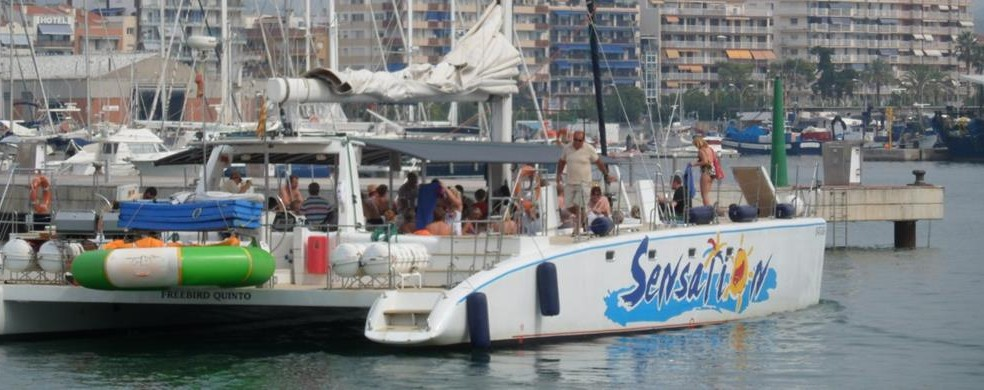 HOTEL
FREEBIRD QUINTO
SENSATION